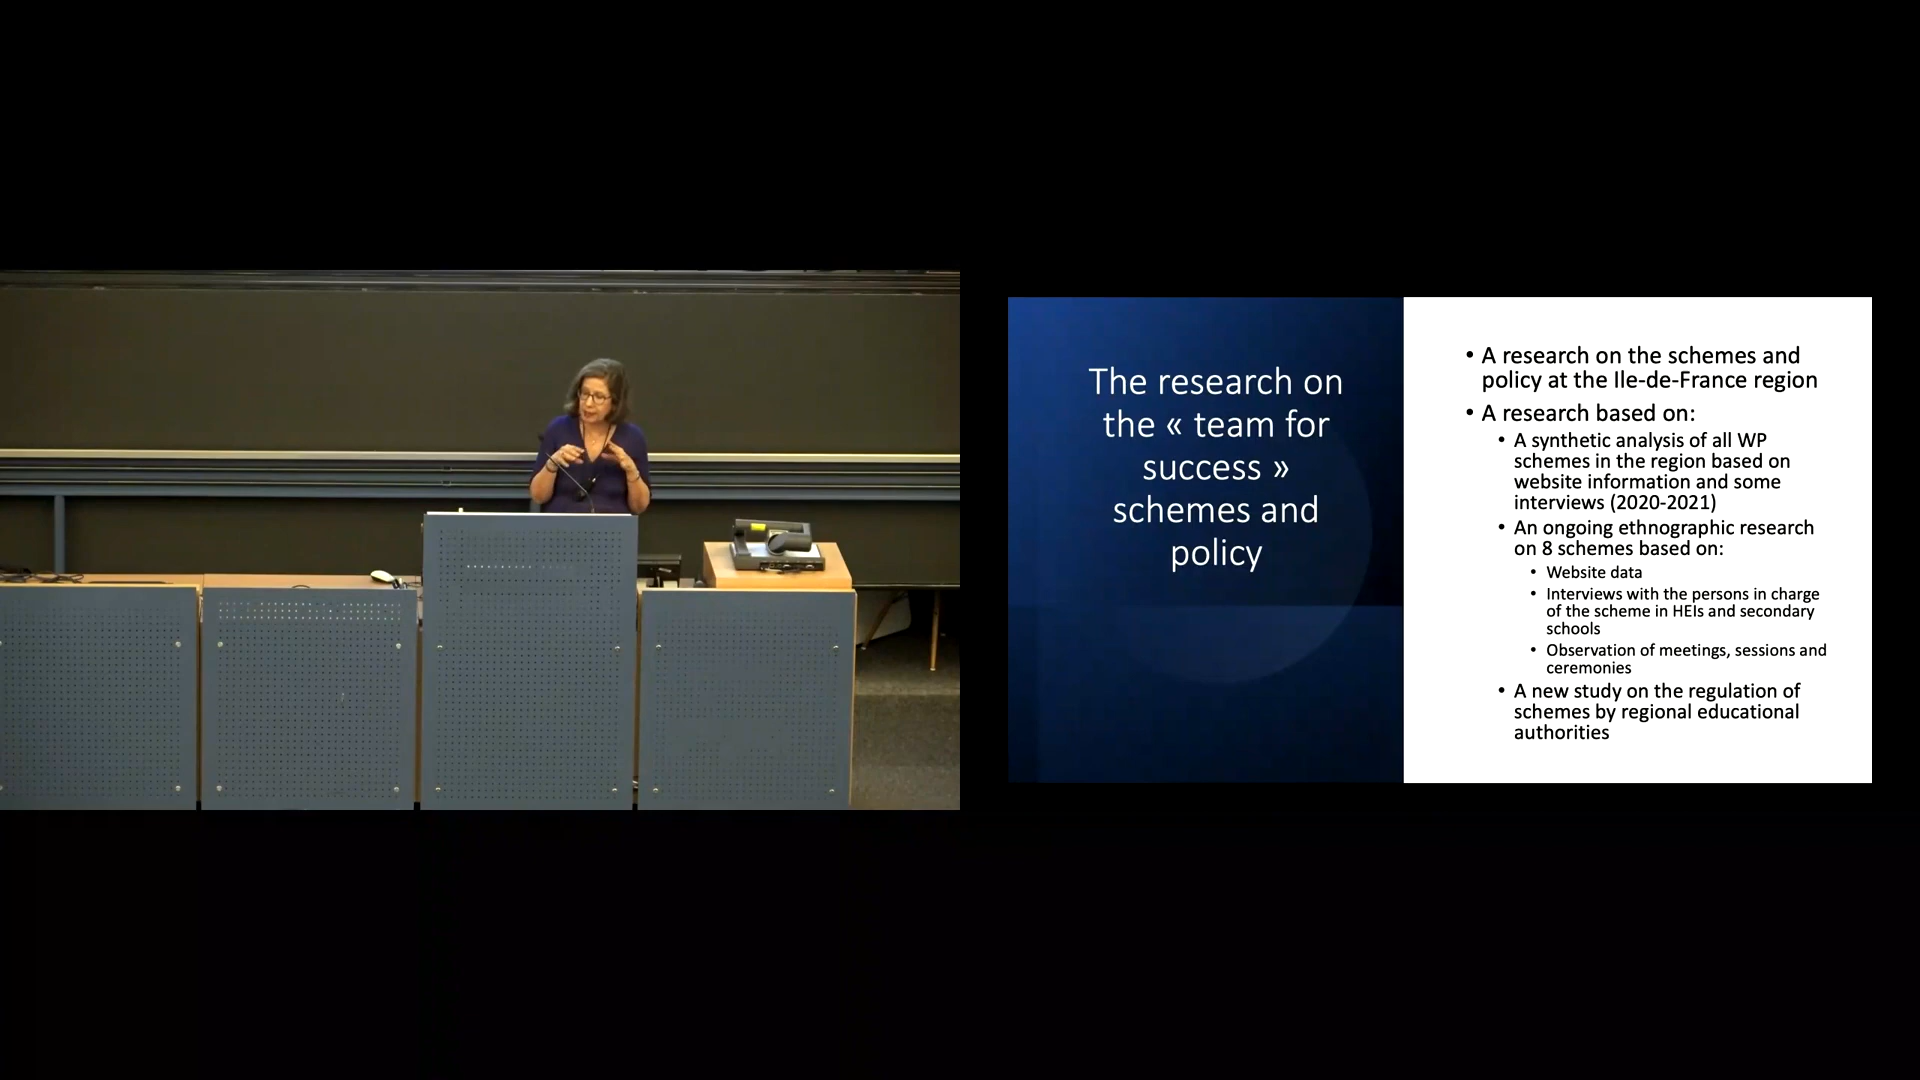 The research on
the « team for
success »
schemes and
policy
• A research on the schemes and
policy at the Ile-de-France region
• A research based on:
• A synthetic analysis of all WP
schemes in the region based on
website information and some
interviews (2020-2021)
• An ongoing ethnographic research
on 8 schemes based on:
• Website data
• Interviews with the persons in charge
of the scheme in HEIs and secondary
schools
• Observation of meetings, sessions and
ceremonies
• A new study on the regulation of
schemes by regional educational
authorities